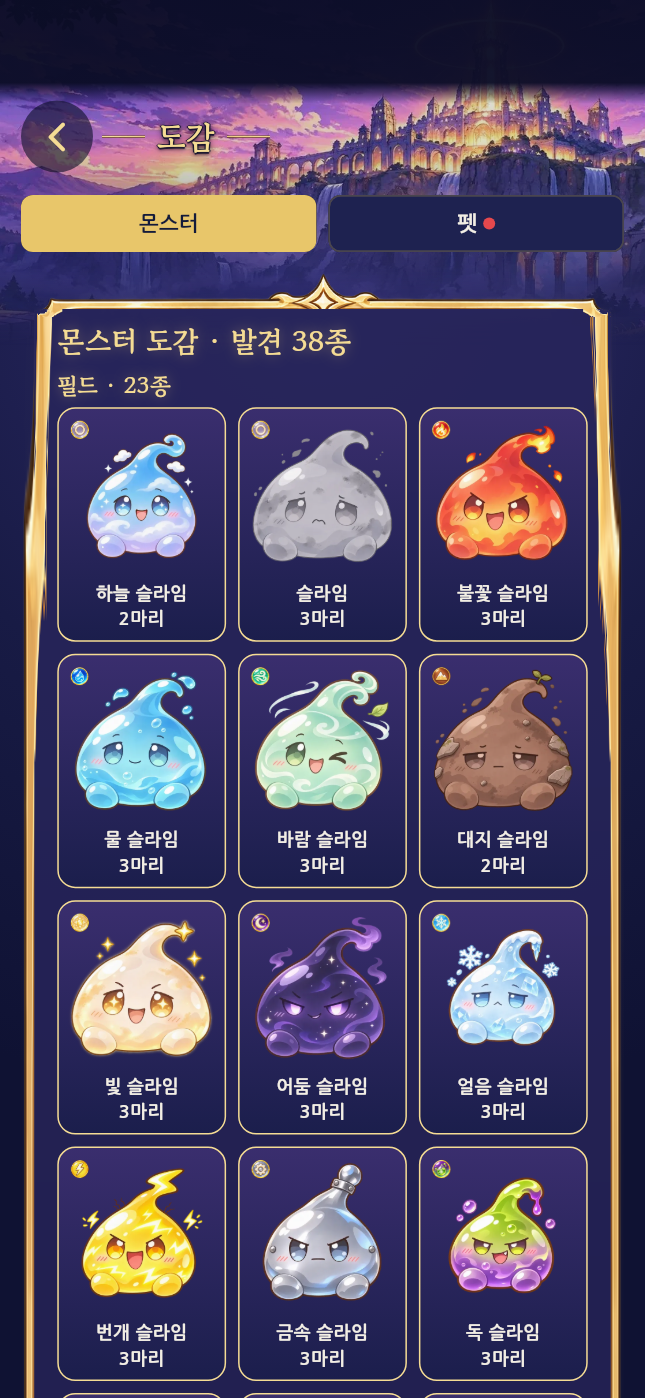 도감
몬스터
펫
몬스터 도감 · 발견 38종
필드 · 23종
하늘 슬라임
2마리
슬라임
3마리
불꽃 슬라임
3마리
물 슬라임
3마리
바람 슬라임
3마리
대지 슬라임
2마리
빛 슬라임
3마리
어둠 슬라임
3마리
얼음 슬라임
3마리
번개 슬라임
3마리
금속 슬라임
3마리
독 슬라임
3마리